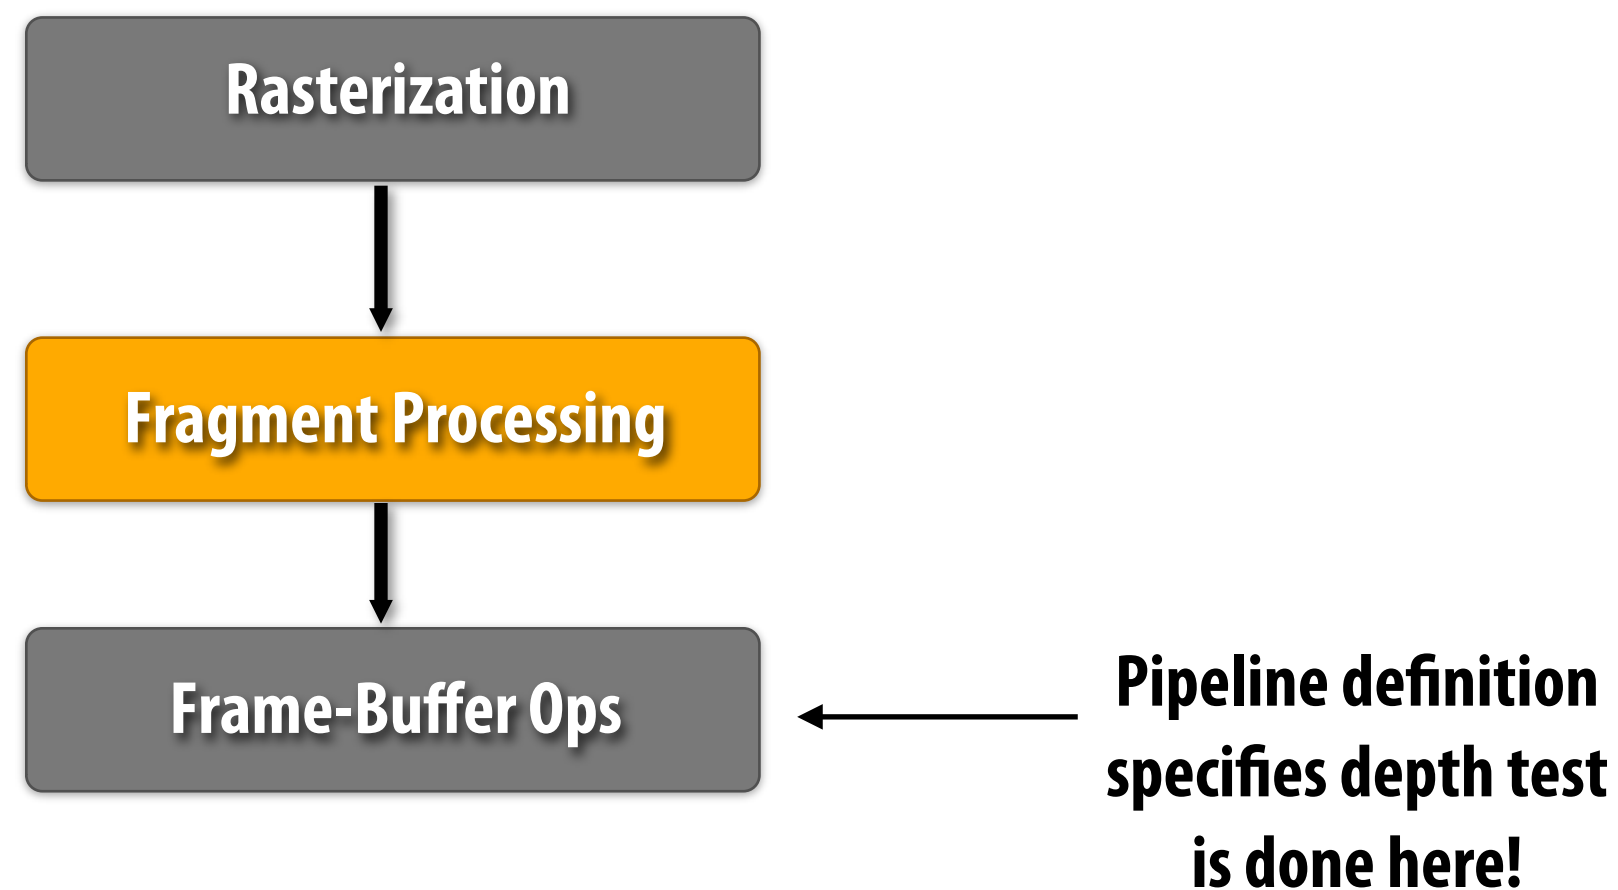 Rasterization
Fragment Processing
Frame-Buffer Ops
Pipeline definition
specifies depth test
is done here!